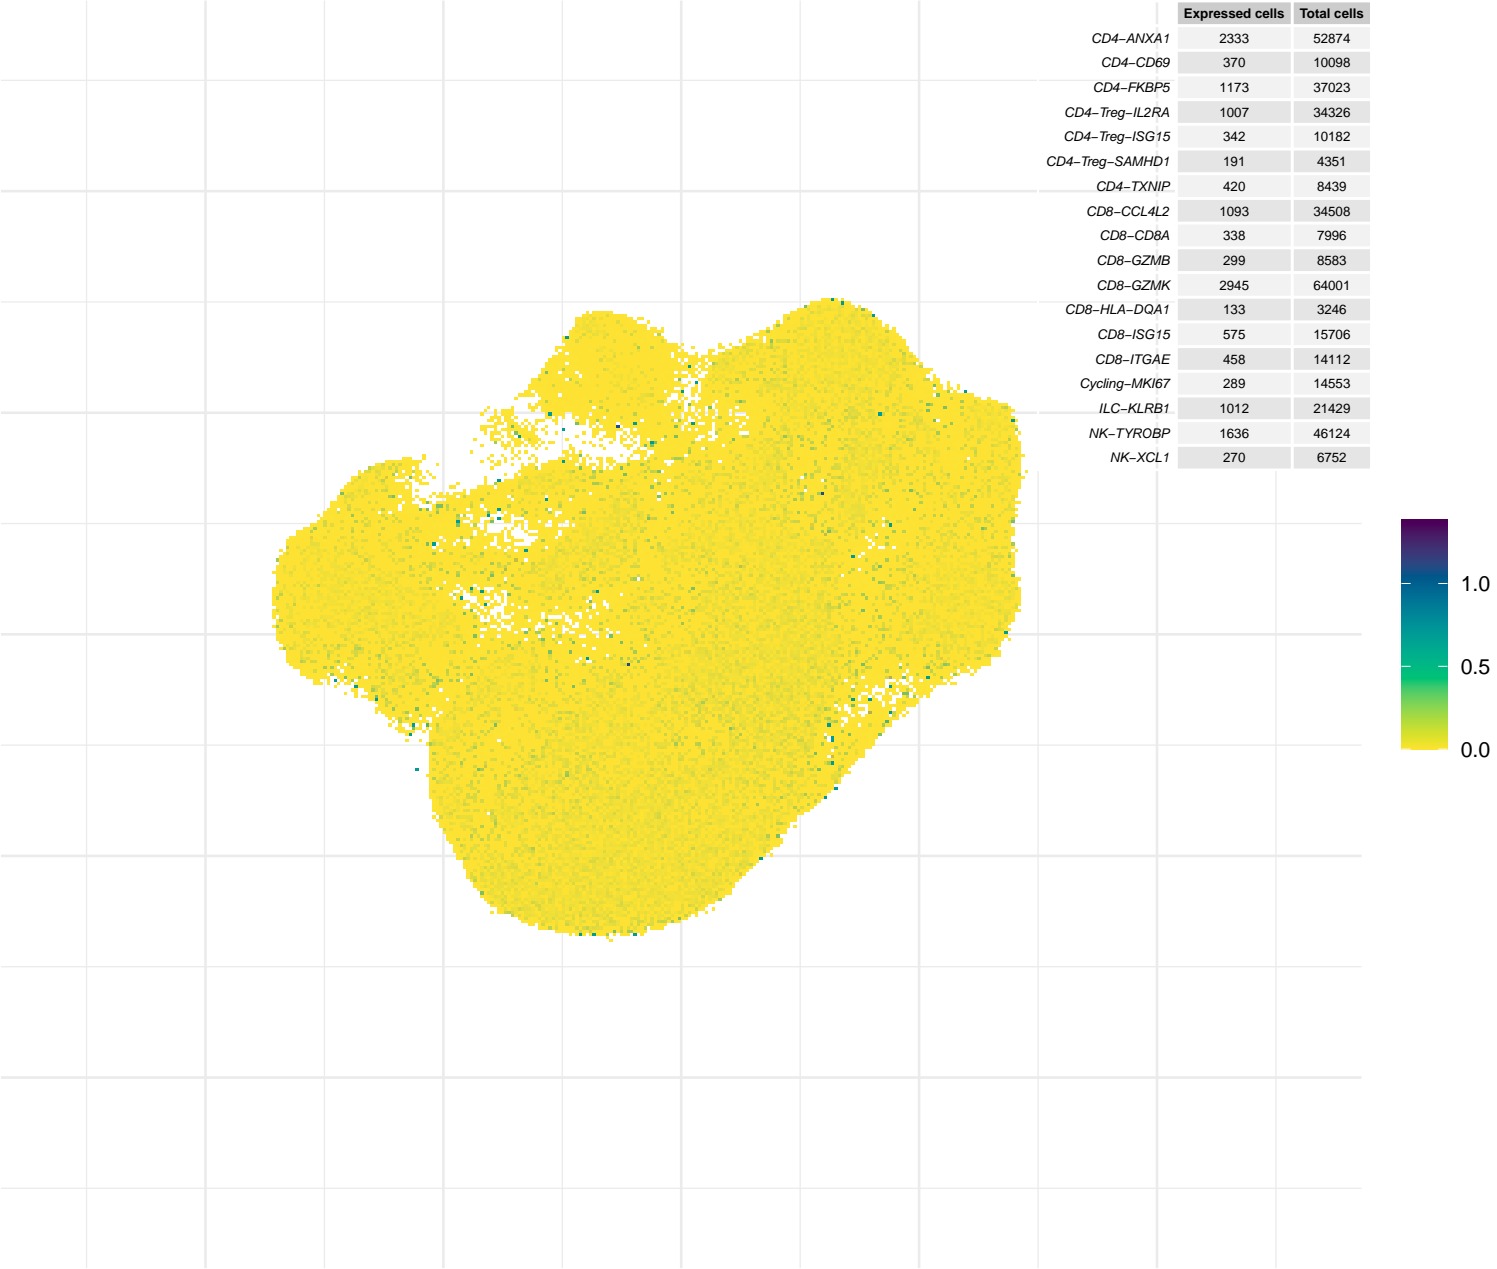 Expressed cells Total cells
CD4−ANXA1 2333 52874
CD4−CD69 370 10098
CD4−FKBP5 1173 37023
CD4−Treg−IL2RA 1007 34326
CD4−Treg−ISG15 342 10182
CD4−Treg−SAMHD1 191 4351
CD4−TXNIP 420 8439
CD8−CCL4L2 1093 34508
CD8−CD8A 338 7996
CD8−GZMB 299 8583
CD8−GZMK 2945 64001
CD8−HLA−DQA1 133 3246
CD8−ISG15 575 15706
CD8−ITGAE 458 14112
Cycling−MKI67 289 14553
ILC−KLRB1 1012 21429
NK−TYROBP 1636 46124
NK−XCL1 270 6752
1.0
0.5
0.0